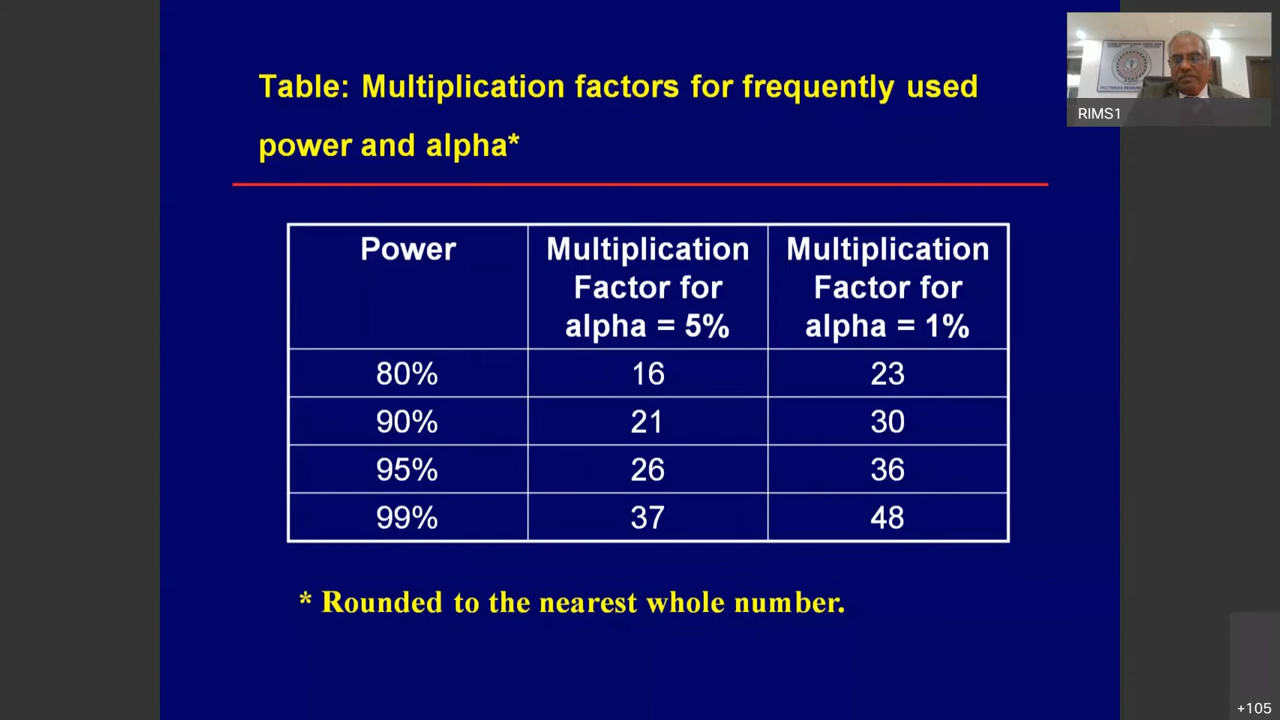 Table: Multiplication factors for frequently used
power and alpha*
Power
Multiplication
Factor for
alpha = 5%
Multiplication
Factor for
alpha = 1%
80% 16 23
90% 21 30
95% 26 36
99% 37 48
* Rounded to the nearest whole number.
RIMS1
+105